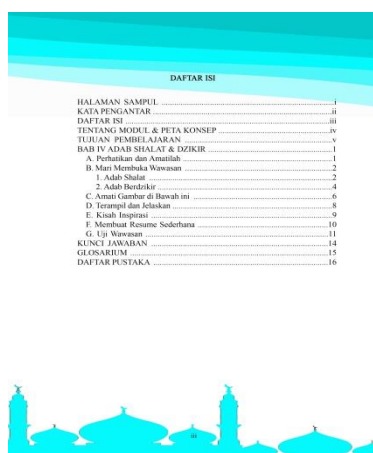 DAFTAR ISI
HALAMAN SAMPUL ........ i
KATA PENGANTAR ........ ii
DAFTAR ISI ........ iii
TENTANG MODUL & PETA KONSEP ........ iv
TUJUAN PEMBELAJARAN ........ v
BAB IV ADAB SHALAT & DZIKIR ........ 1
A. Perhatikan dan Amatilah ........ 1
B. Mari Membuka Wawasan ........ 2
1. Adab Shalat ........ 2
2. Adab Berdzikir ........ 4
C. Amati Gambar di Bawah ini ........ 6
D. Terampil dan Jelaskan ........ 8
E. Kisah Inspirasi ........ 9
F. Membuat Resume Sederhana ........ 10
G. Uji Wawasan ........ 11
KUNCI JAWABAN ........ 14
GLOSARIUM ........ 15
DAFTAR PUSTAKA ........ 16
iii